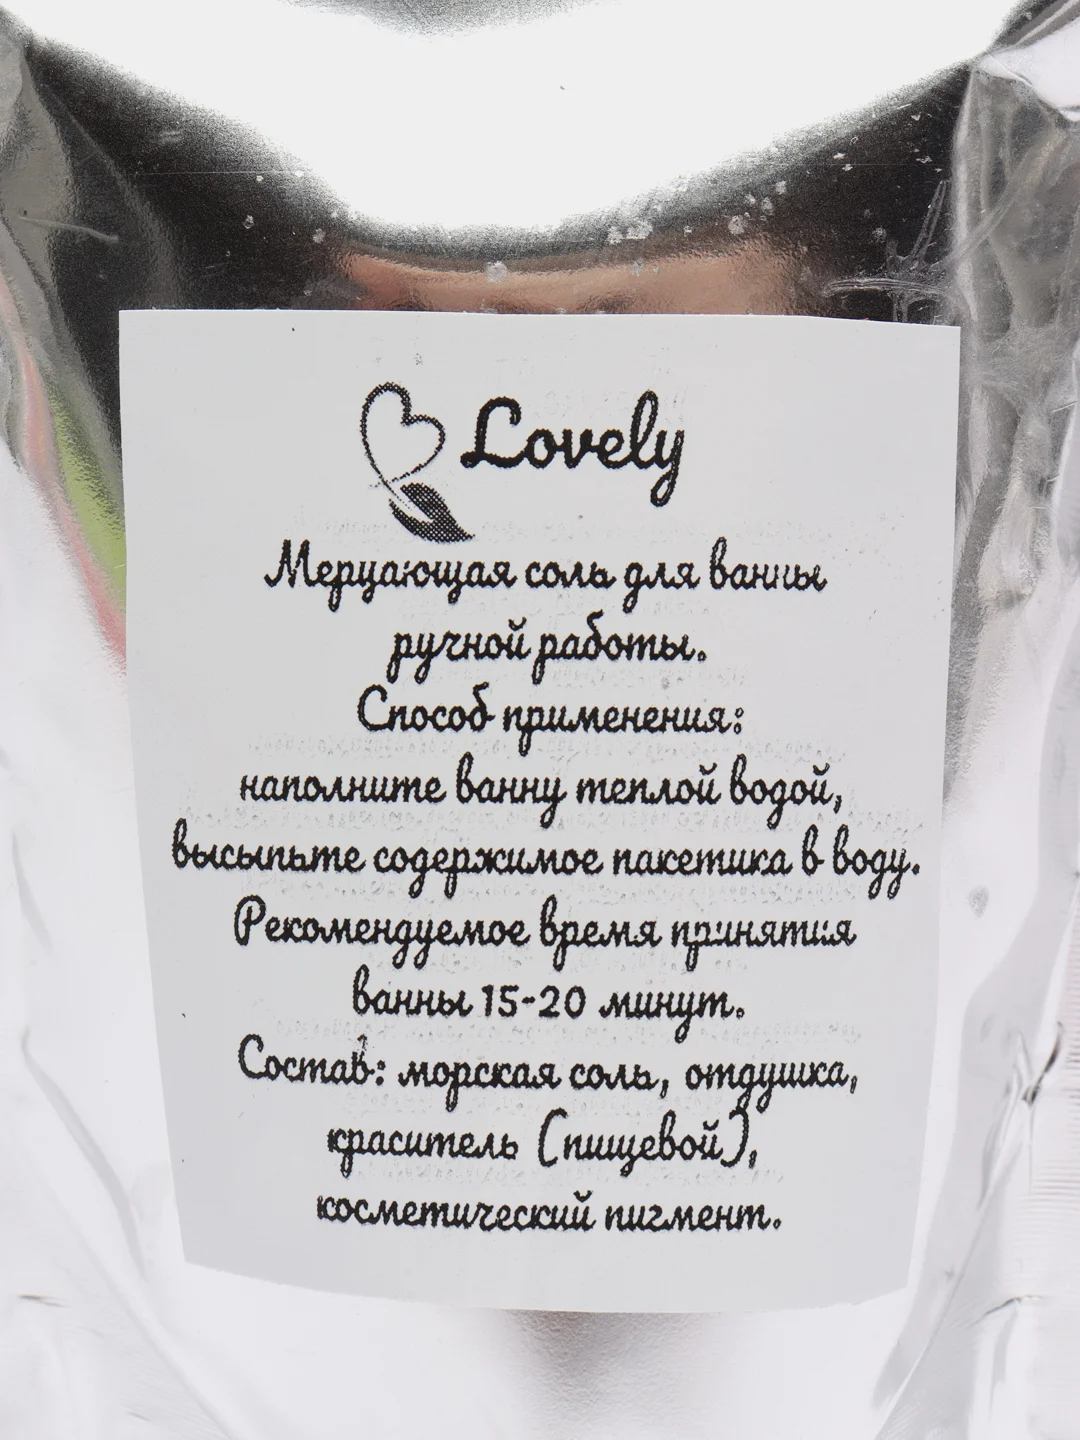 Lovely
Мерцающая соль для ванны
ручной работы.
Способ применения:
наполните ванну теплой водой,
высыпьте содержимое пакетика в воду.
Рекомендуемое время принятия
ванны 15-20 минут.
Состав: морская соль, отдушка,
краситель (пищевой),
косметический пигмент.